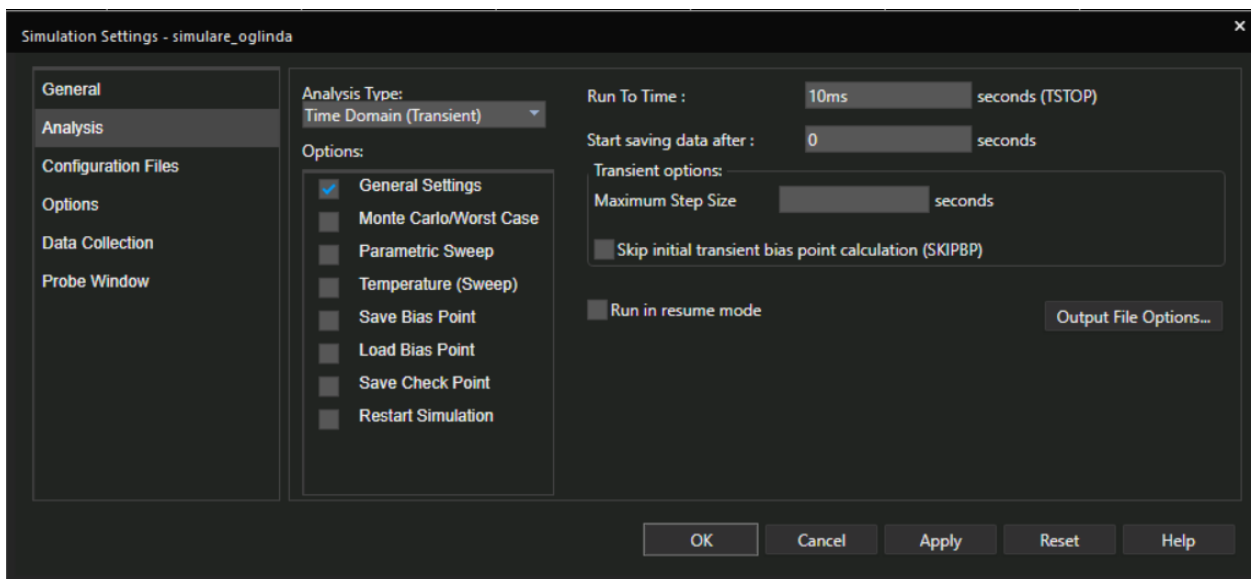 Simulation Settings - simulare_oglinda
×
General
Analysis
Configuration Files
Options
Data Collection
Probe Window
Analysis Type:
Time Domain (Transient)
Options:
General Settings
Monte Carlo/Worst Case
Parametric Sweep
Temperature (Sweep)
Save Bias Point
Load Bias Point
Save Check Point
Restart Simulation
Run To Time : 10ms seconds (TSTOP)
Start saving data after : 0 seconds
Transient options:
Maximum Step Size seconds
Skip initial transient bias point calculation (SKIPBP)
Run in resume mode
Output File Options...
OK Cancel Apply Reset Help